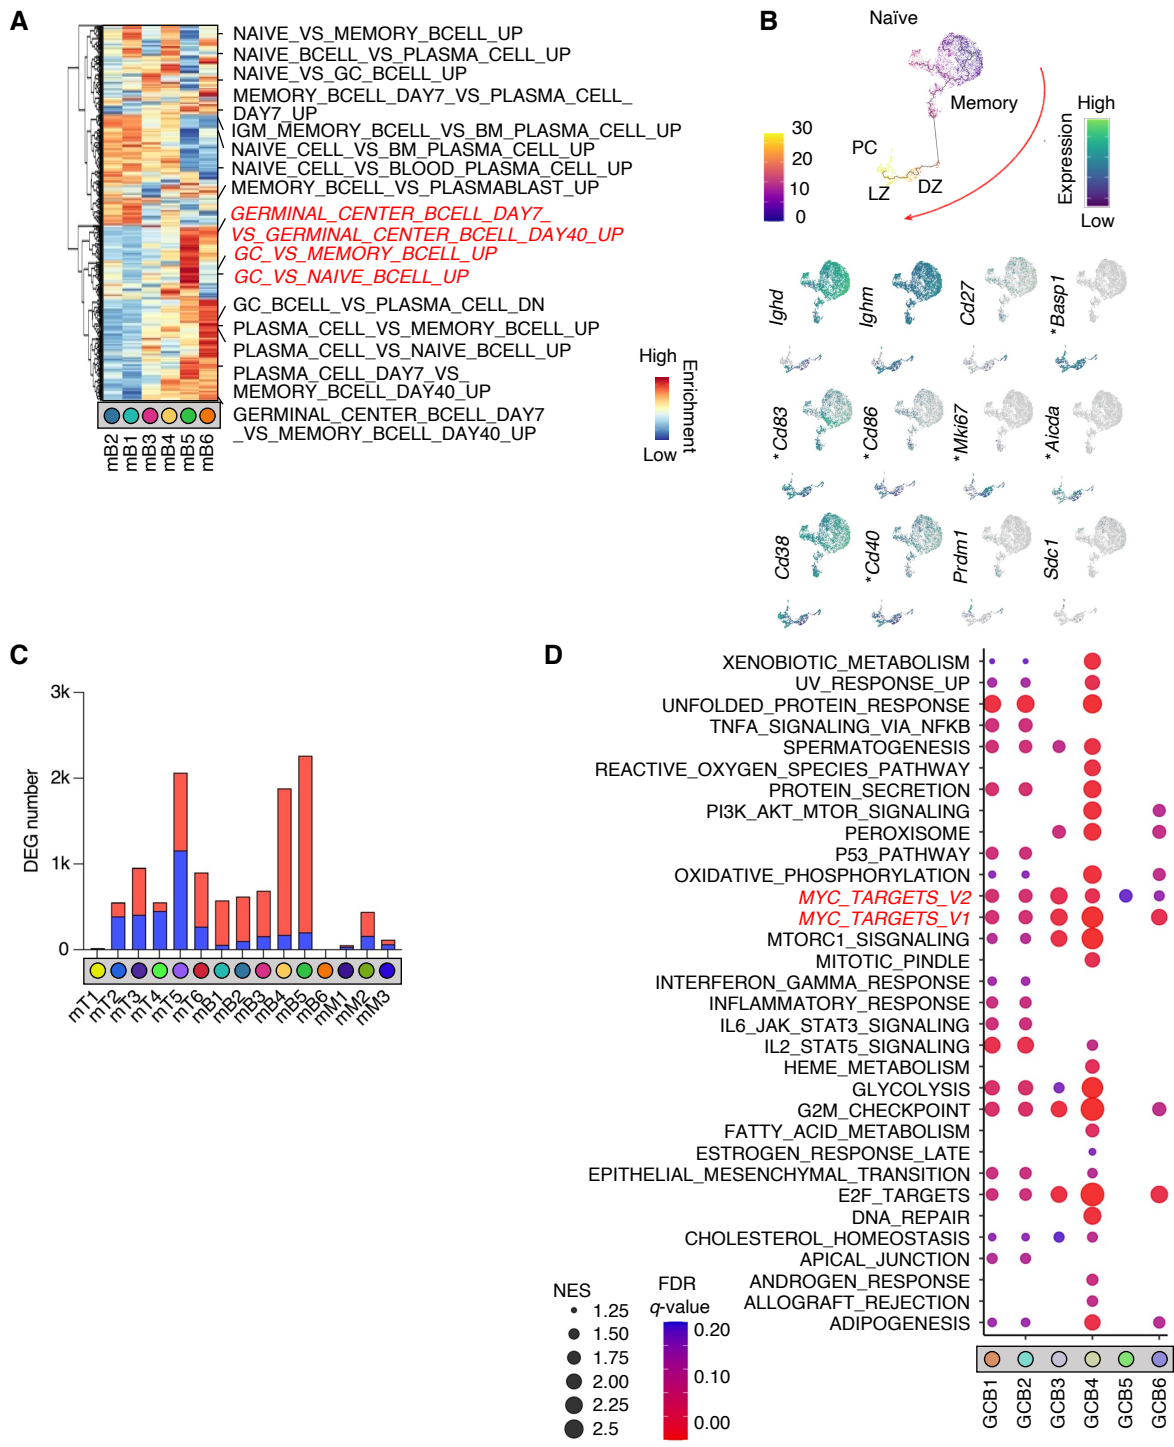 A
NAIVE_VS_MEMORY_BCELL_UP
NAIVE_BCELL_VS_PLASMA_CELL_UP
NAIVE_VS_GC_BCELL_UP
MEMORY_BCELL_DAY7_VS_PLASMA_CELL_
DAY7_UP
IGM_MEMORY_BCELL_VS_BM_PLASMA_CELL_UP
NAIVE_CELL_VS_BM_PLASMA_CELL_UP
NAIVE_CELL_VS_BLOOD_PLASMA_CELL_UP
MEMORY_BCELL_VS_PLASMABLAST_UP
GERMINAL_CENTER_BCELL_DAY7_
VS_GERMINAL_CENTER_BCELL_DAY40_UP
GC_VS_MEMORY_BCELL_UP
GC_VS_NAIVE_BCELL_UP
GC_BCELL_VS_PLASMA_CELL_DN
PLASMA_CELL_VS_MEMORY_BCELL_UP
PLASMA_CELL_VS_NAIVE_BCELL_UP
PLASMA_CELL_DAY7_VS_
MEMORY_BCELL_DAY40_UP
GERMINAL_CENTER_BCELL_DAY7
_VS_MEMORY_BCELL_DAY40_UP
mB2
mB1
mB3
mB4
mB5
mB6
High
Enrichment
Low
B
Naïve
Memory
PC
LZ
DZ
30
20
10
0
High
Expression
Low
Ighd
Ighm
Cd27
*Basp1
*Cd83
*Cd86
*Mki67
*Aicda
Cd38
*Cd40
Prdm1
Sdc1
C
3k
2k
1k
0
DEG number
mT1
mT2
mT3
mT4
mT5
mT6
mB1
mB2
mB3
mB4
mB5
mB6
mM1
mM2
mM3
D
XENOBIOTIC_METABOLISM
UV_RESPONSE_UP
UNFOLDED_PROTEIN_RESPONSE
TNFA_SIGNALING_VIA_NFKB
SPERMATOGENESIS
REACTIVE_OXYGEN_SPECIES_PATHWAY
PROTEIN_SECRETION
PI3K_AKT_MTOR_SIGNALING
PEROXISOME
P53_PATHWAY
OXIDATIVE_PHOSPHORYLATION
MYC_TARGETS_V2
MYC_TARGETS_V1
MTORC1_SISGNALING
MITOTIC_PINDLE
INTERFERON_GAMMA_RESPONSE
INFLAMMATORY_RESPONSE
IL6_JAK_STAT3_SIGNALING
IL2_STAT5_SIGNALING
HEME_METABOLISM
GLYCOLYSIS
G2M_CHECKPOINT
FATTY_ACID_METABOLISM
ESTROGEN_RESPONSE_LATE
EPITHELIAL_MESENCHYMAL_TRANSITION
E2F_TARGETS
DNA_REPAIR
CHOLESTEROL_HOMEOSTASIS
APICAL_JUNCTION
ANDROGEN_RESPONSE
ALLOGRAFT_REJECTION
ADIPOGENESIS
NES
1.25
1.50
1.75
2.00
2.25
2.5
FDR
q-value
0.20
0.10
0.00
GCB1
GCB2
GCB3
GCB4
GCB5
GCB6